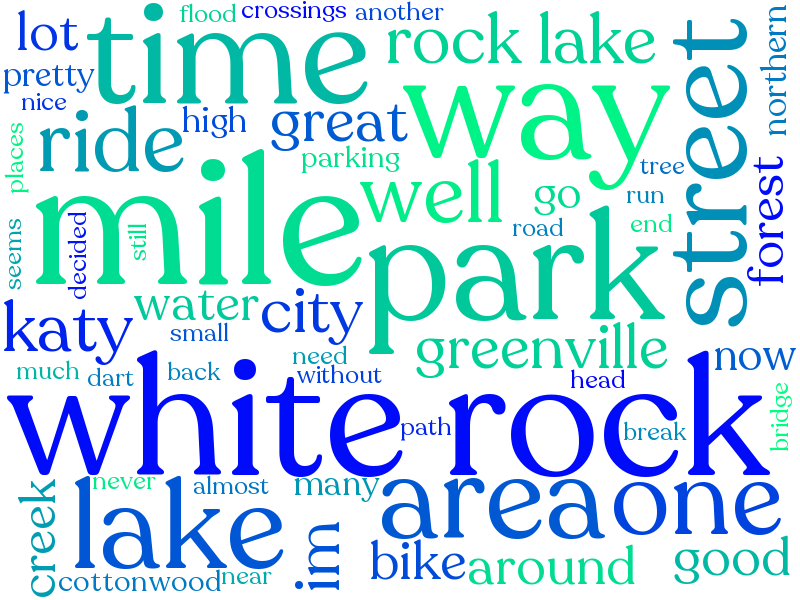 flood
crossings
another
lot
time
rock lake
street
northern
pretty
nice
ride
high
great
way
places
parking
well
tree
forest
mile
go
run
road
end
park
seems
decided
still
water
city
katy
small
greenville
now
need
much
dart
back
without
head
white rock
path
break
bridge
never
almost
many
area
one
creek
lake
im
bike
around
good
cottonwood
near